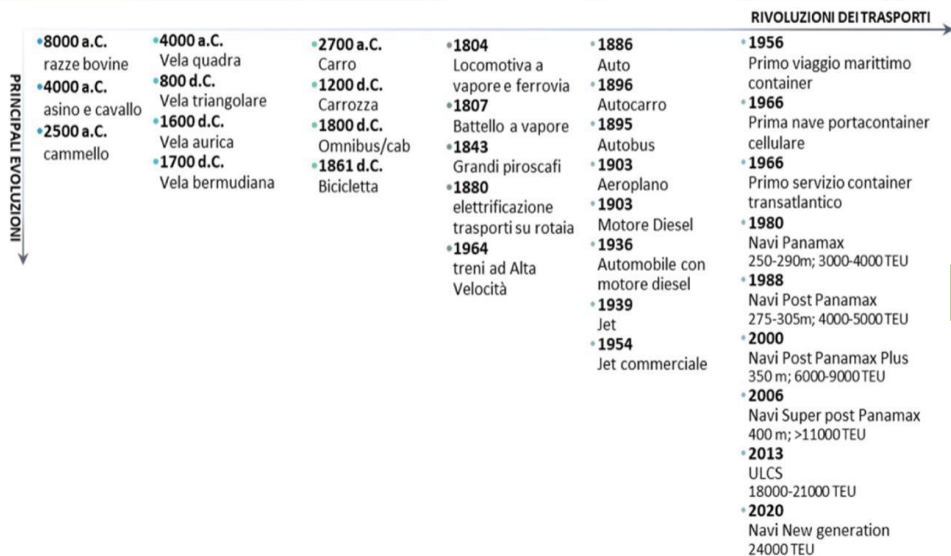 RIVOLUZIONI DEI TRASPORTI
PRINCIPALI EVOLUZIONI
•8000 a.C.
razze bovine
•4000 a.C.
asino e cavallo
•2500 a.C.
cammello
•4000 a.C.
Vela quadra
•800 d.C.
Vela triangolare
•1600 d.C.
Vela aurica
•1700 d.C.
Vela bermudiana
•2700 a.C.
Carro
•1200 d.C.
Carrozza
•1800 d.C.
Omnibus/cab
•1861 d.C.
Bicicletta
•1804
Locomotiva a
vapore e ferrovia
•1807
Battello a vapore
•1843
Grandi piroscafi
•1880
elettrificazione
trasporti su rotaia
•1964
treni ad Alta
Velocità
•1886
Auto
•1896
Autocarro
•1895
Autobus
•1903
Aeroplano
•1903
Motore Diesel
•1936
Automobile con
motore diesel
•1939
Jet
•1954
Jet commerciale
•1956
Primo viaggio marittimo
container
•1966
Prima nave portacontainer
cellulare
•1966
Primo servizio container
transatlantico
•1980
Navi Panamax
250-290m; 3000-4000 TEU
•1988
Navi Post Panamax
275-305m; 4000-5000 TEU
•2000
Navi Post Panamax Plus
350 m; 6000-9000 TEU
•2006
Navi Super post Panamax
400 m; >11000 TEU
•2013
ULCS
18000-21000 TEU
•2020
Navi New generation
24000 TEU